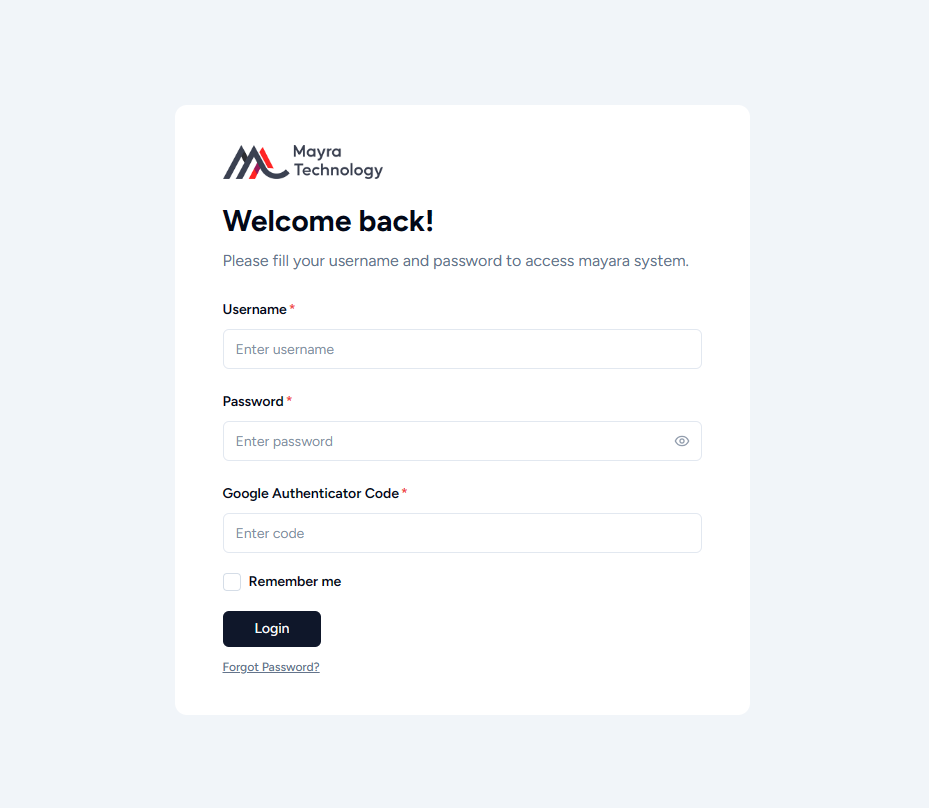 Mayra
Technology
Welcome back!
Please fill your username and password to access mayara system.
Username *
Enter username
Password *
Enter password
Google Authenticator Code *
Enter code
Remember me
Login
Forgot Password?